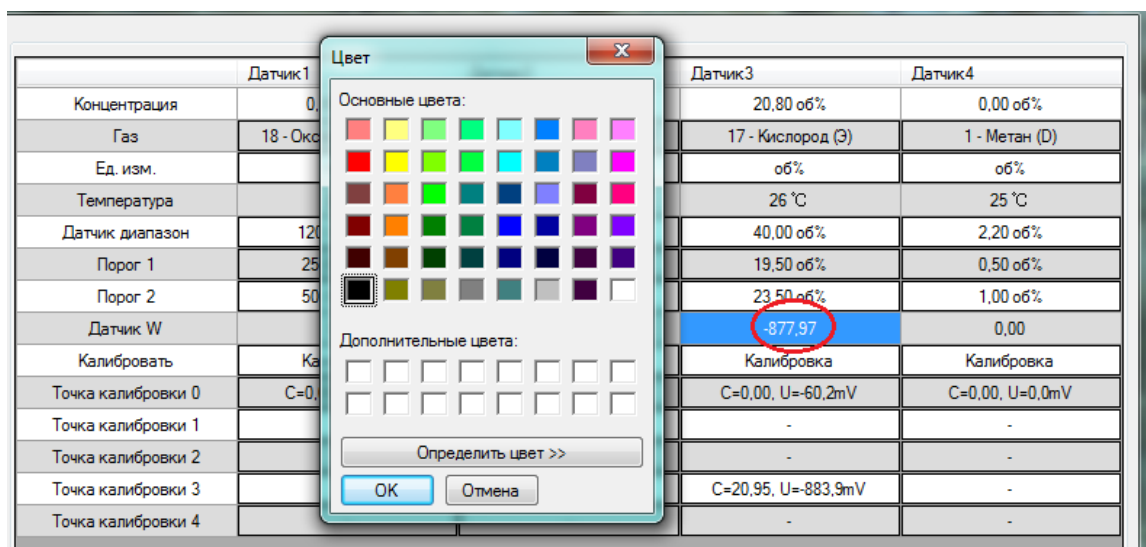 Цвет
Датчик1 Датчик3 Датчик4
Основные цвета:
Концентрация 0, 20,80 об% 0,00 об%
Газ 18 - Окс 17 - Кислород (Э) 1 - Метан (D)
Ед. изм. об% об%
Температура 26 °C 25 °C
Датчик диапазон 120 40,00 об% 2,20 об%
Порог 1 25 19,50 об% 0,50 об%
Порог 2 50 23,50 об% 1,00 об%
Датчик W -877,97 0,00
Дополнительные цвета:
Калибровать Ка Калибровка Калибровка
Точка калибровки 0 C=0, C=0,00, U=-60,2mV C=0,00, U=0,0mV
Точка калибровки 1 - -
Определить цвет >>
Точка калибровки 2 - -
Точка калибровки 3 C=20,95, U=-883,9mV -
OK Отмена
Точка калибровки 4 - -